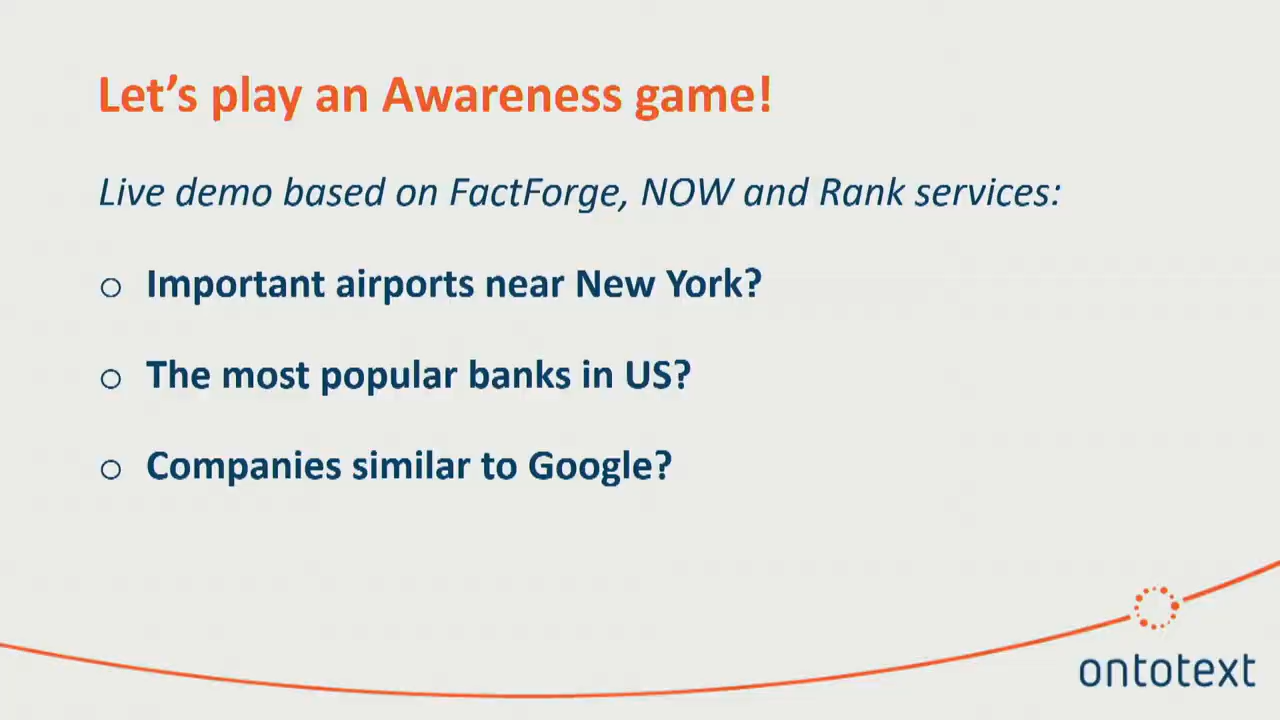 Let's play an Awareness game!
Live demo based on FactForge, NOW and Rank services:
o Important airports near New York?
o The most popular banks in US?
o Companies similar to Google?
ontotext